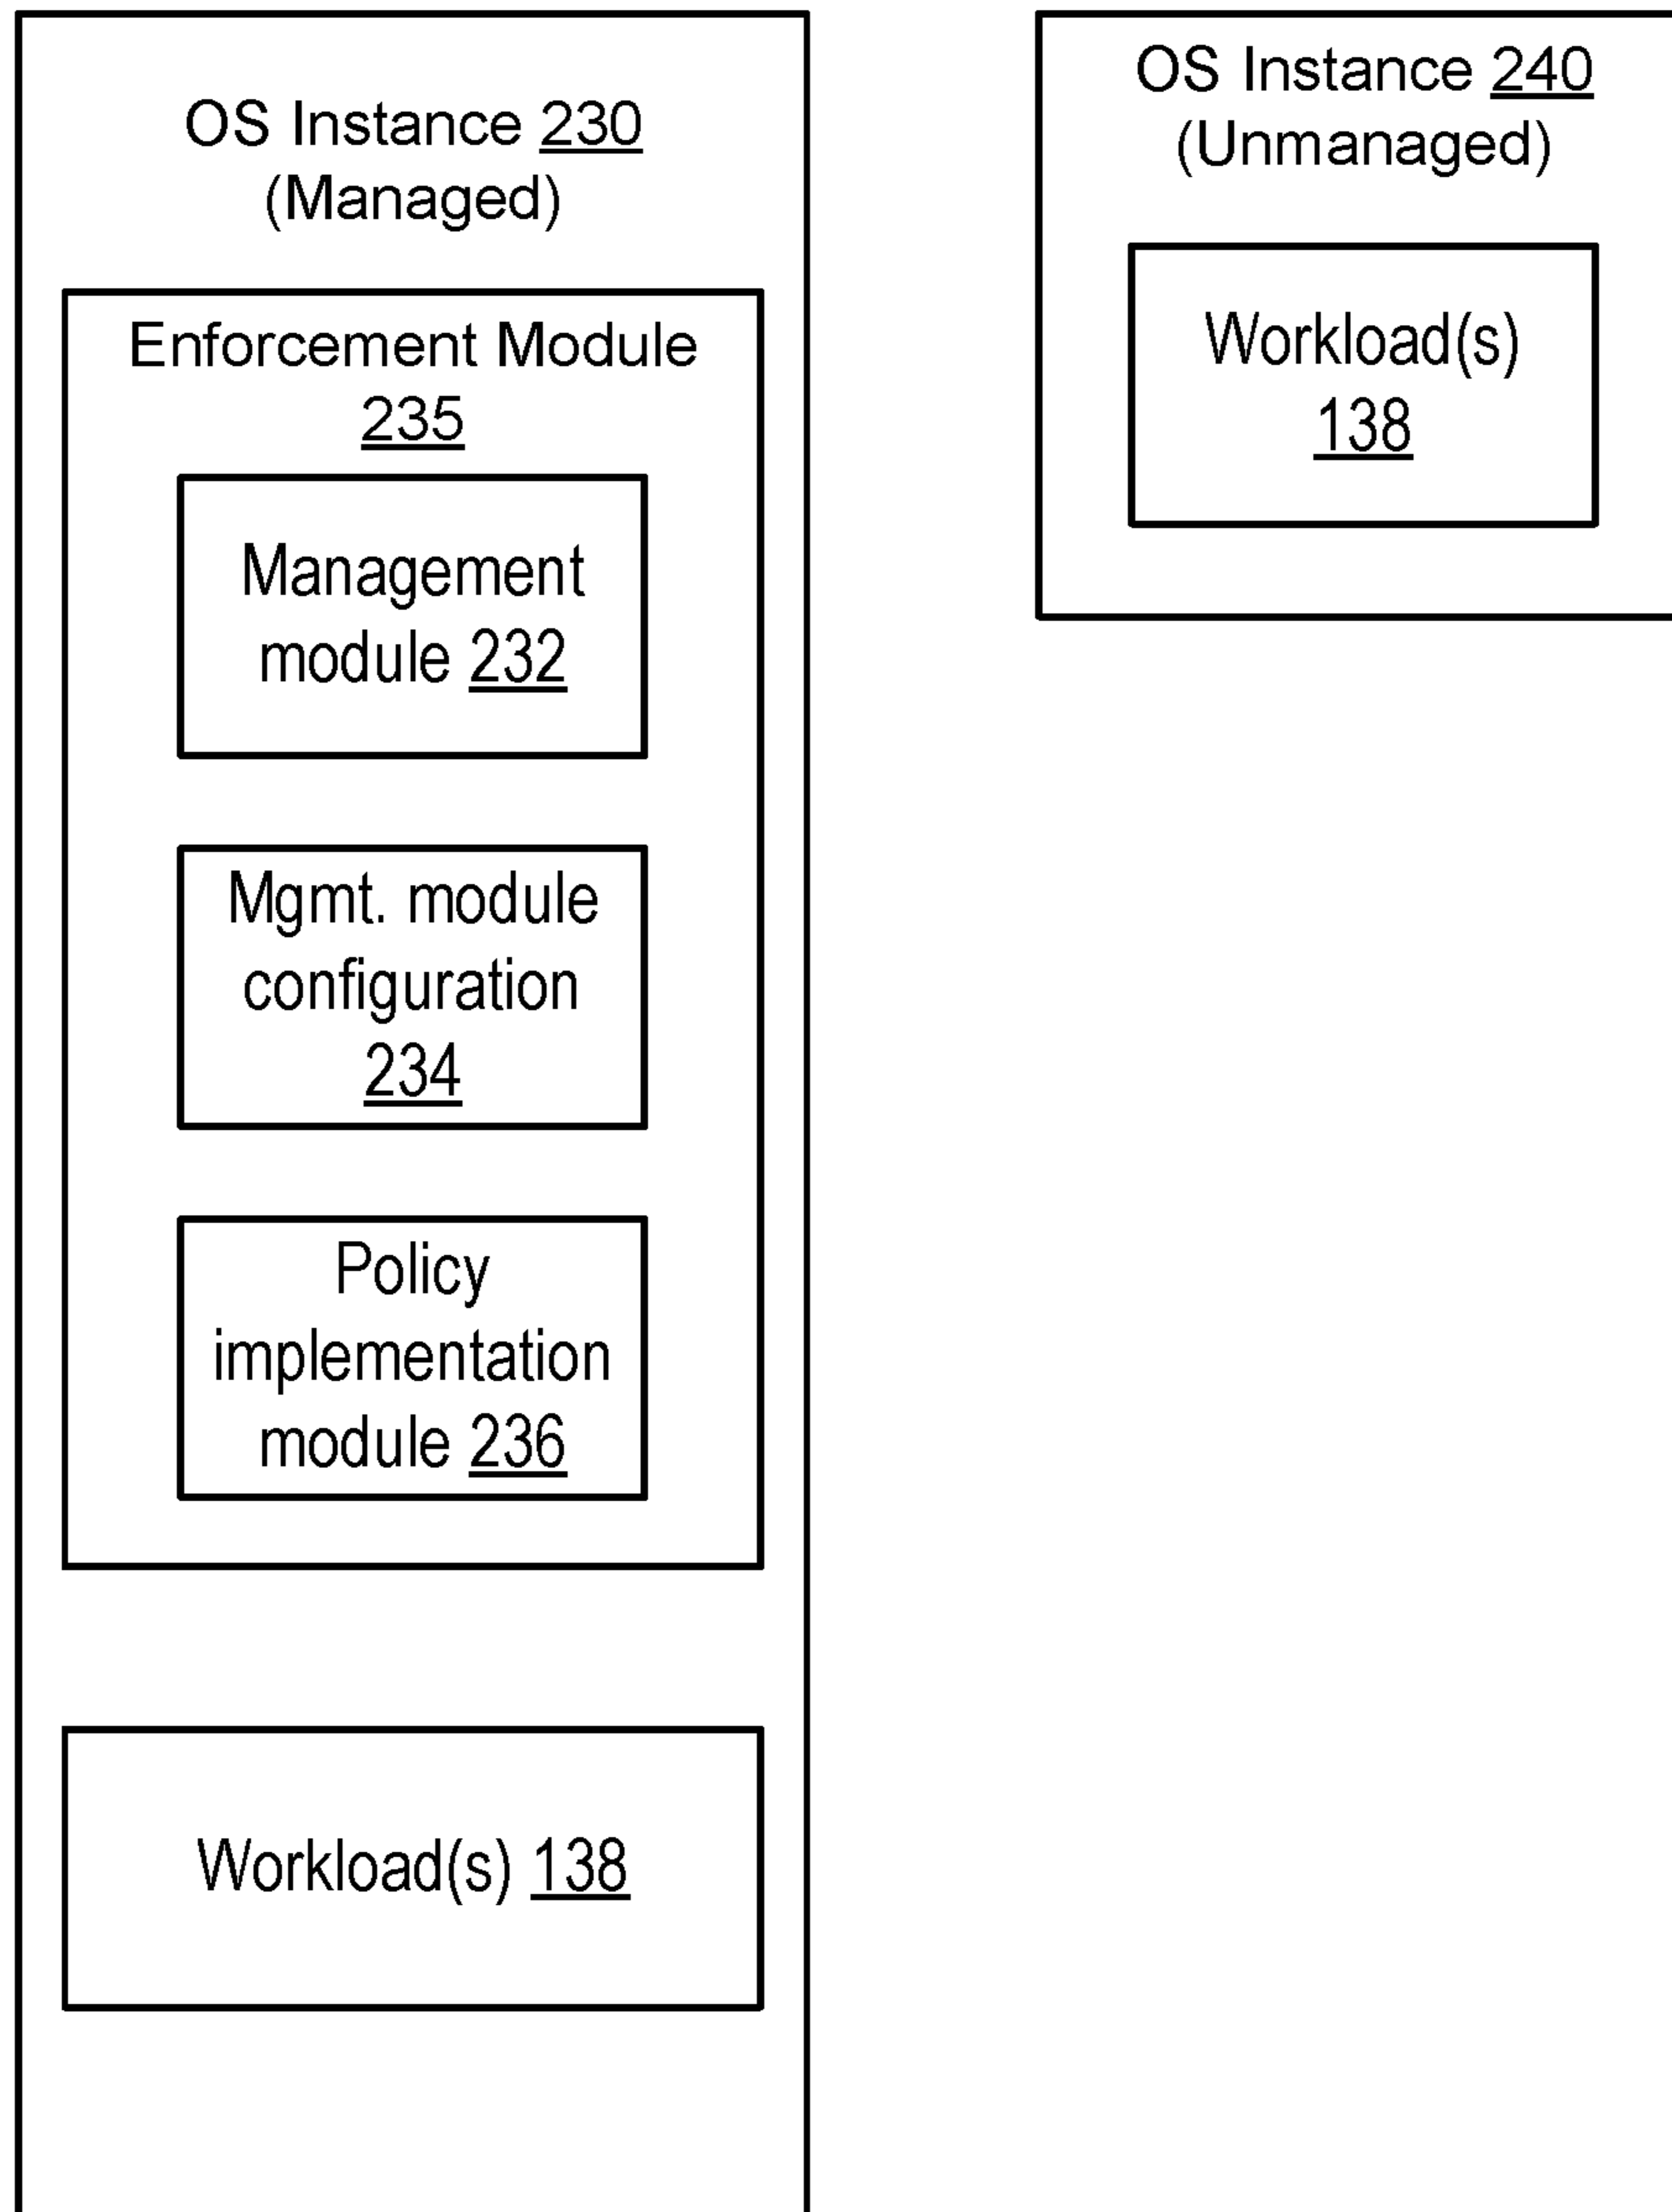 OS Instance 230
(Managed)
Enforcement Module
235
Management
module 232
Mgmt. module
configuration
234
Policy
implementation
module 236
Workload(s) 138
OS Instance 240
(Unmanaged)
Workload(s)
138